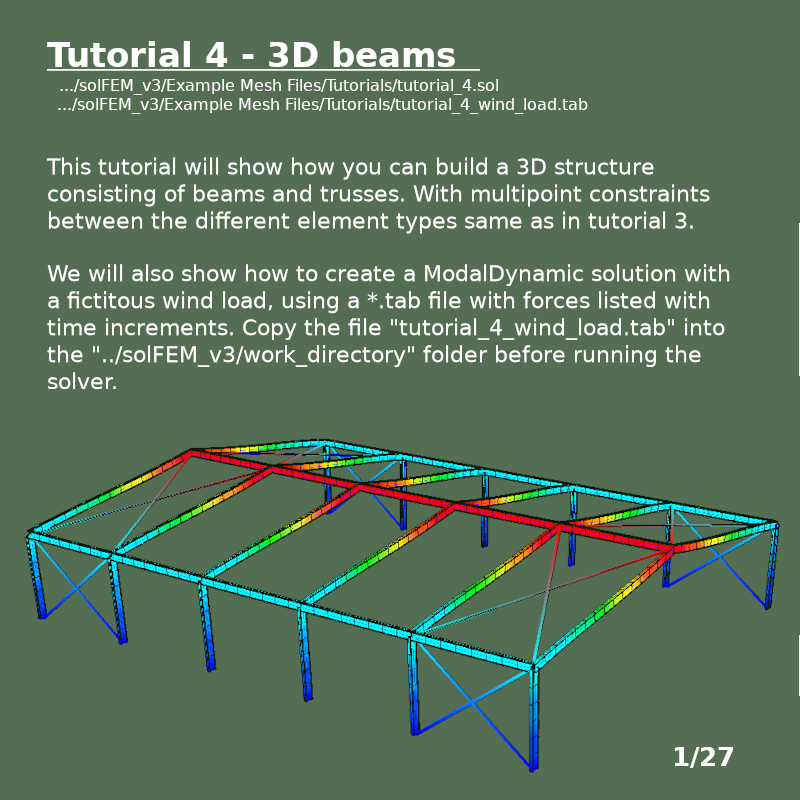 Tutorial 4 - 3D beams
.../solFEM_v3/Example Mesh Files/Tutorials/tutorial_4.sol
.../solFEM_v3/Example Mesh Files/Tutorials/tutorial_4_wind_load.tab
This tutorial will show how you can build a 3D structure
consisting of beams and trusses. With multipoint constraints
between the different element types same as in tutorial 3.
We will also show how to create a ModalDynamic solution with
a fictitous wind load, using a *.tab file with forces listed with
time increments. Copy the file "tutorial_4_wind_load.tab" into
the "../solFEM_v3/work_directory" folder before running the
solver.
1/27